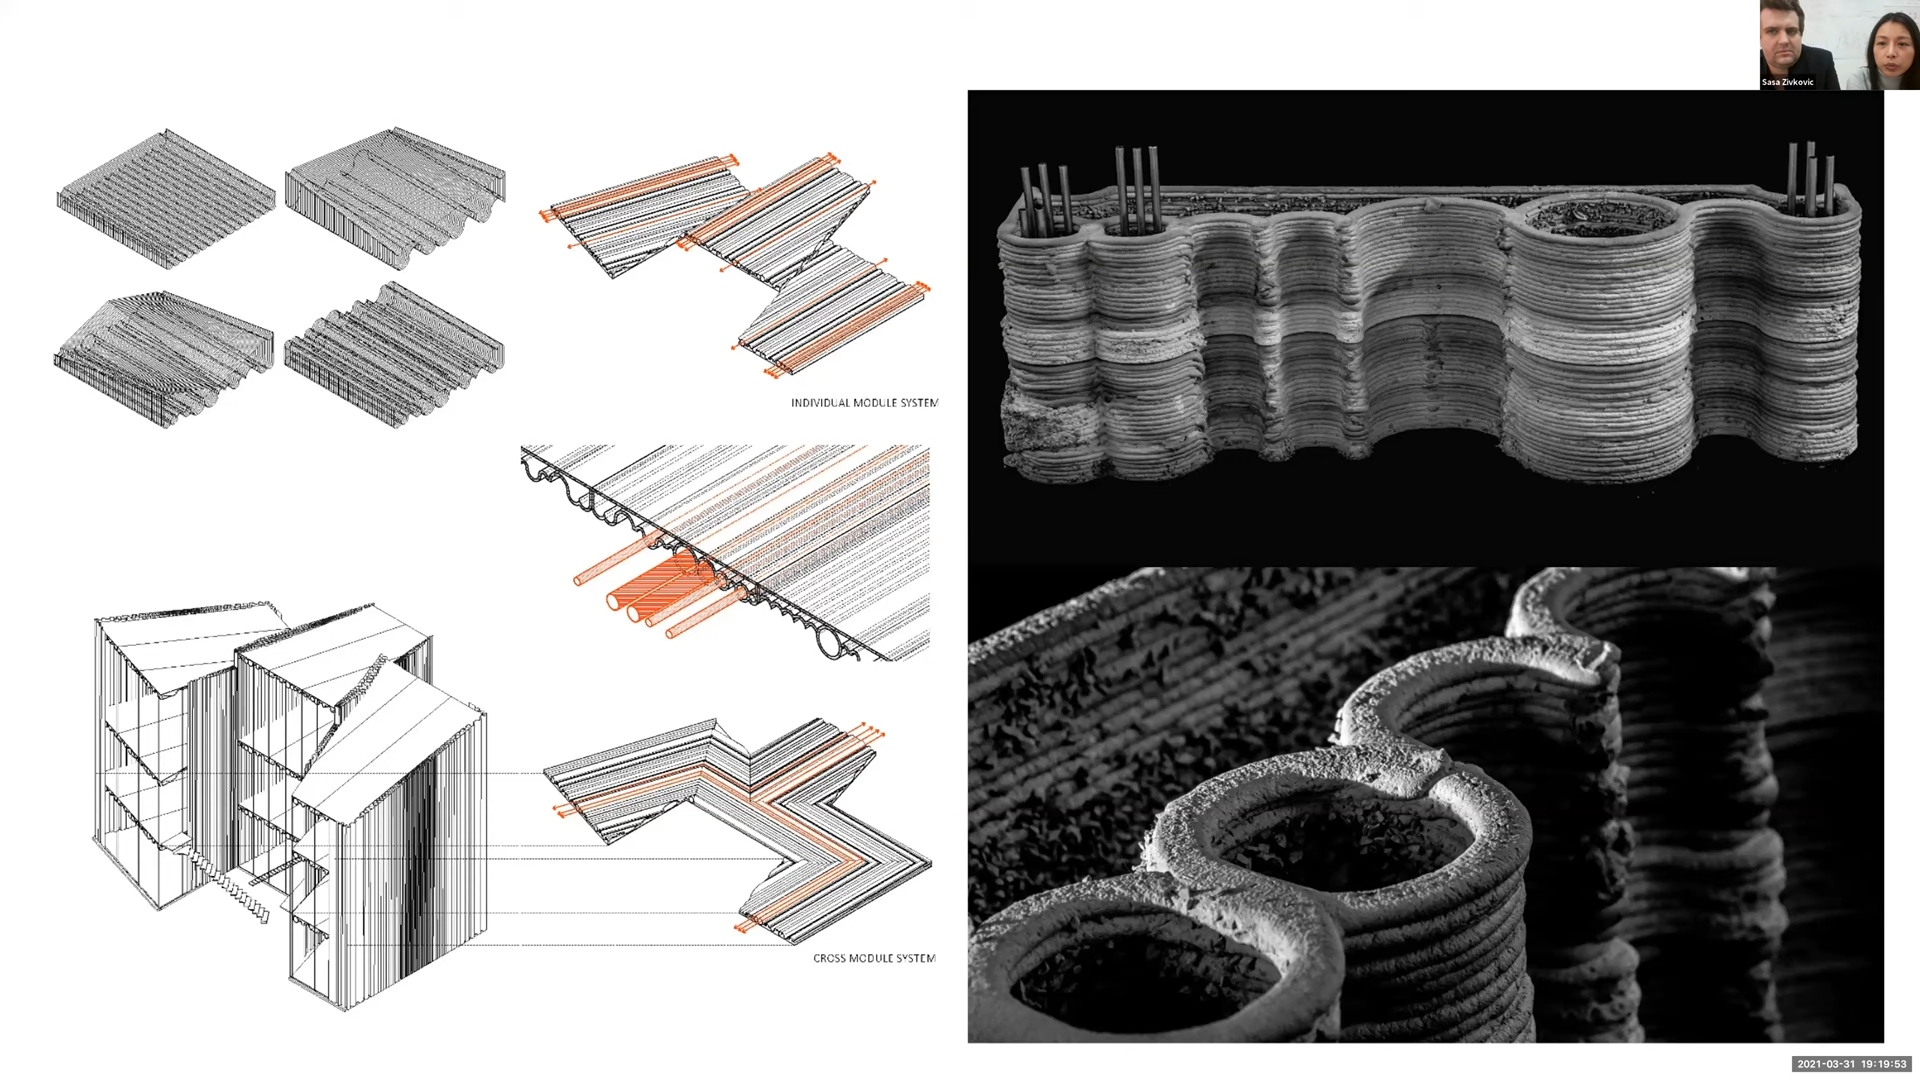 Sasa Zivkovic
INDIVIDUAL MODULE SYSTEM
CROSS MODULE SYSTEM
2021-03-31 19:19:53